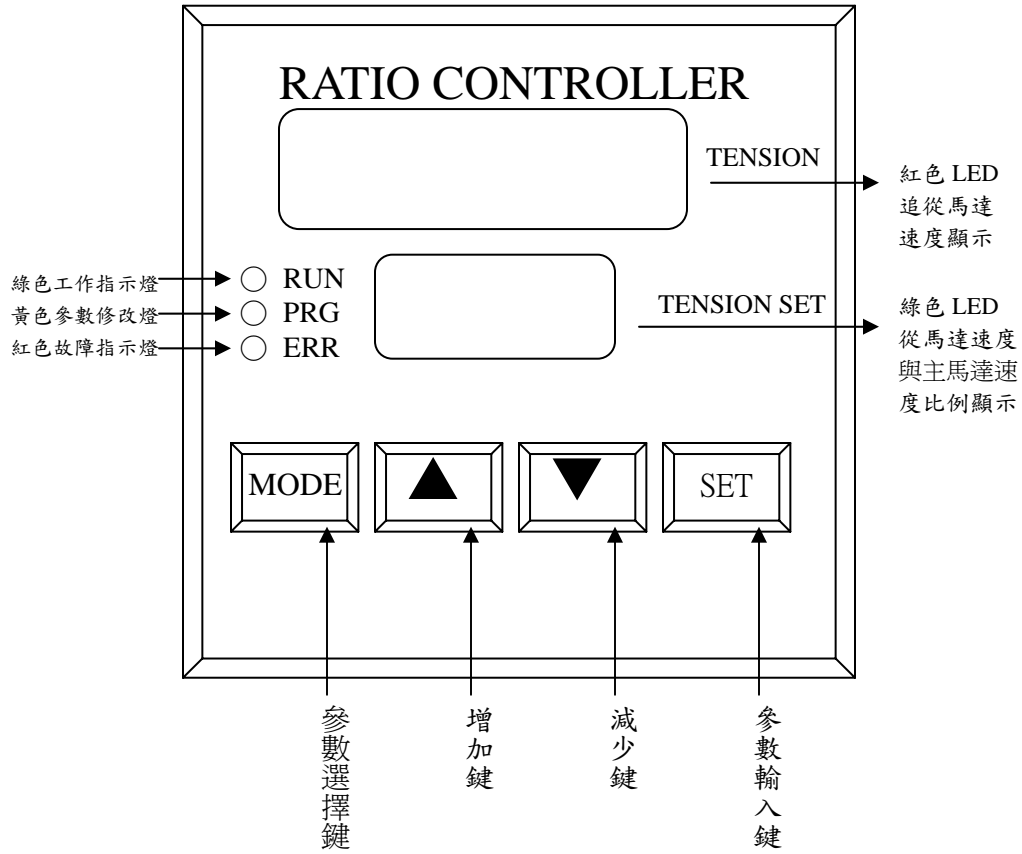 RATIO CONTROLLER
TENSION
紅色 LED
追從馬達
速度顯示
綠色工作指示燈
RUN
黃色參數修改燈
PRG
紅色故障指示燈
ERR
TENSION SET
綠色 LED
從馬達速度
與主馬達速
度比例顯示
MODE
SET
參數選擇鍵
增加鍵
減少鍵
參數輸入鍵